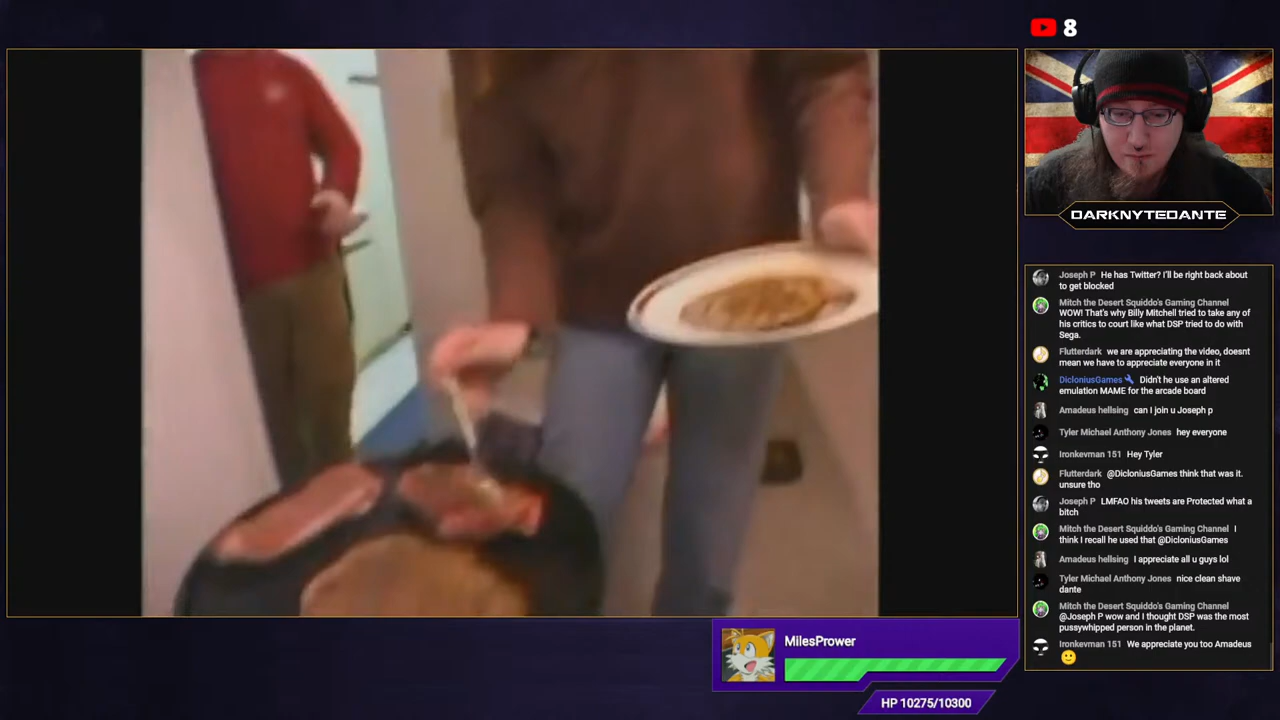 8
DARKNYTEDANTE
Joseph P He has Twitter? I'll be right back about
to get blocked
Mitch the Desert Squiddo's Gaming Channel
WOW! That's why Billy Mitchell tried to take any of
his critics to court like what DSP tried to do with
Sega.
Flutterdark we are appreciating the video, doesnt
mean we have to appreciate everyone in it
DicloniusGames Didn't he use an altered
emulation MAME for the arcade board
Amadeus hellsing can I join u Joseph p
Tyler Michael Anthony Jones hey everyone
Ironkevman 151 Hey Tyler
Flutterdark @DicloniusGames think that was it.
unsure tho
Joseph P LMFAO his tweets are Protected what a
bitch
Mitch the Desert Squiddo's Gaming Channel I
think I recall he used that @DicloniusGames
Amadeus hellsing I appreciate all u guys lol
Tyler Michael Anthony Jones nice clean shave
dante
Mitch the Desert Squiddo's Gaming Channel
@Joseph P wow and I thought DSP was the most
pussywhipped person in the planet.
Ironkevman 151 We appreciate you too Amadeus
🙂
MilesPrower
HP 10275/10300